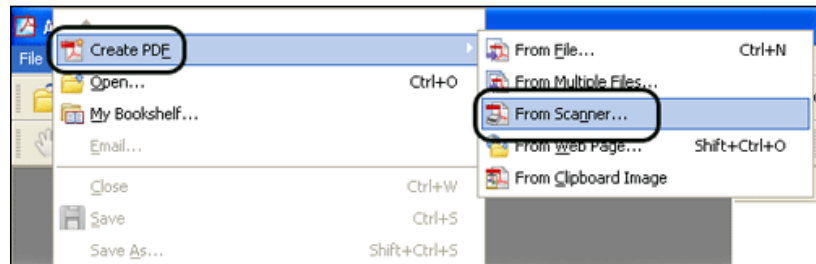 A
File
Create PDF
Open... Ctrl+O
My Bookshelf...
Email...
Close Ctrl+W
Save Ctrl+S
Save As... Shift+Ctrl+S
From File... Ctrl+N
From Multiple Files...
From Scanner...
From Web Page... Shift+Ctrl+O
From Clipboard Image